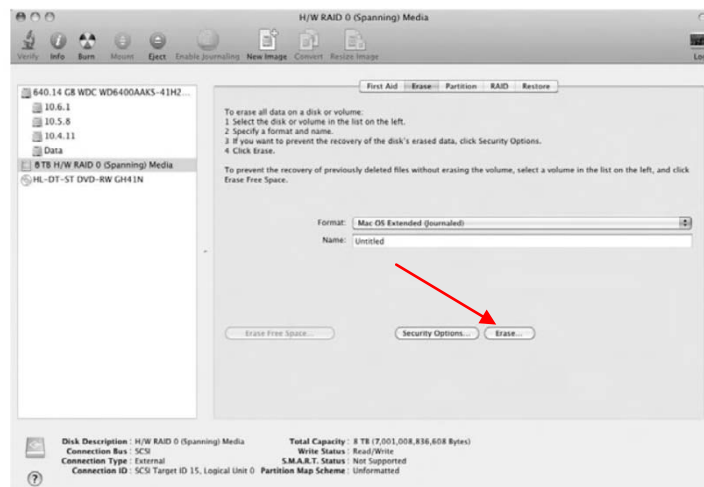 H/W RAID 0 (Spanning) Media
Verify Info Burn Mount Eject Enable Journaling New Image Convert Resize Image
640.14 GB WDC WD6400AAKS-41H2...
10.6.1
10.5.8
10.4.11
Data
8 TB H/W RAID 0 (Spanning) Media
HL-DT-ST DVD-RW GH41N
First Aid Erase Partition RAID Restore
To erase all data on a disk or volume:
1 Select the disk or volume in the list on the left.
2 Specify a format and name.
3 If you want to prevent the recovery of the disk's erased data, click Security Options.
4 Click Erase.
To prevent the recovery of previously deleted files without erasing the volume, select a volume in the list on the left, and click
Erase Free Space.
Format: Mac OS Extended (Journaled)
Name: Untitled
Erase Free Space... Security Options... Erase...
Disk Description : H/W RAID 0 (Spanning) Media Total Capacity : 8 TB (7,001,008,836,608 Bytes)
Connection Bus : SCSI Write Status : Read/Write
Connection Type : External S.M.A.R.T. Status : Not Supported
Connection ID : SCSI Target ID 15, Logical Unit 0 Partition Map Scheme : Unformatted
?